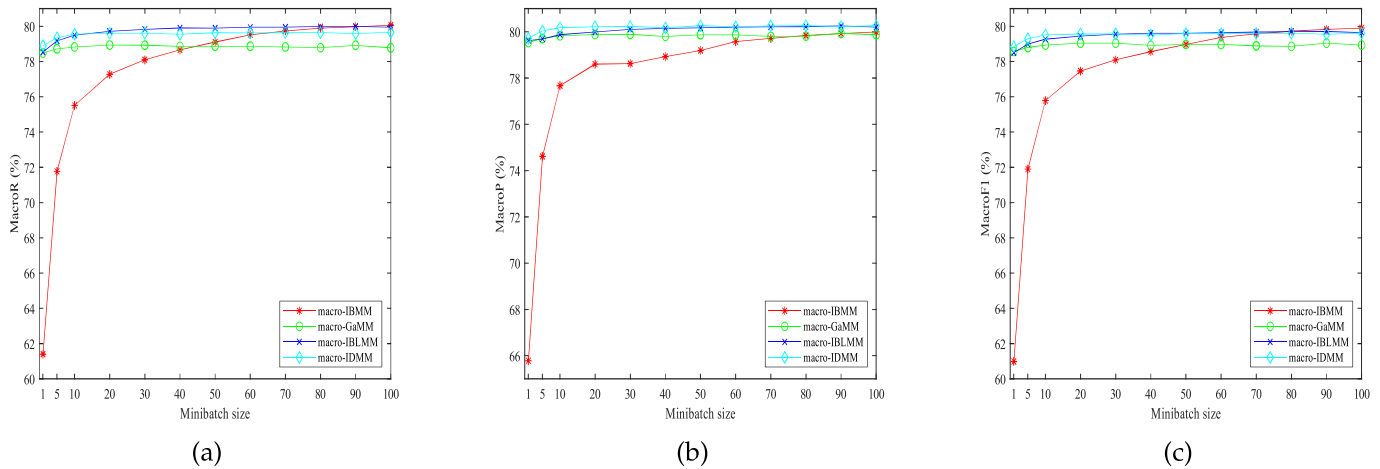 80
78
76
74
72
70
68
66
64
62
60
MacroR (%)
1 5 10 20 30 40 50 60 70 80 90 100
Minibatch size
macro-IBMM
macro-GaMM
macro-IBLMM
macro-IDMM
(a)
80
78
76
74
72
70
68
66
MacroP (%)
1 5 10 20 30 40 50 60 70 80 90 100
Minibatch size
macro-IBMM
macro-GaMM
macro-IBLMM
macro-IDMM
(b)
80
78
76
74
72
70
68
66
64
62
60
MacroF1 (%)
1 5 10 20 30 40 50 60 70 80 90 100
Minibatch size
macro-IBMM
macro-GaMM
macro-IBLMM
macro-IDMM
(c)